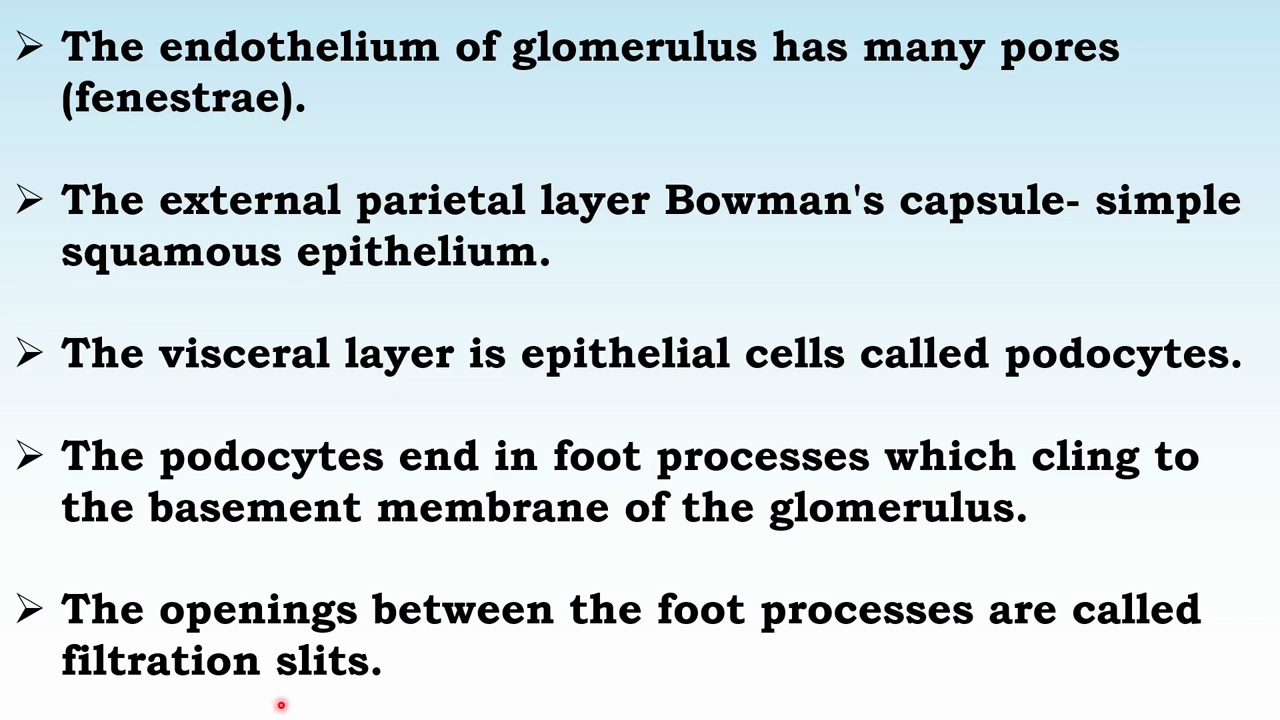 ➢ The endothelium of glomerulus has many pores
(fenestrae).
➢ The external parietal layer Bowman's capsule- simple
squamous epithelium.
➢ The visceral layer is epithelial cells called podocytes.
➢ The podocytes end in foot processes which cling to
the basement membrane of the glomerulus.
➢ The openings between the foot processes are called
filtration slits.